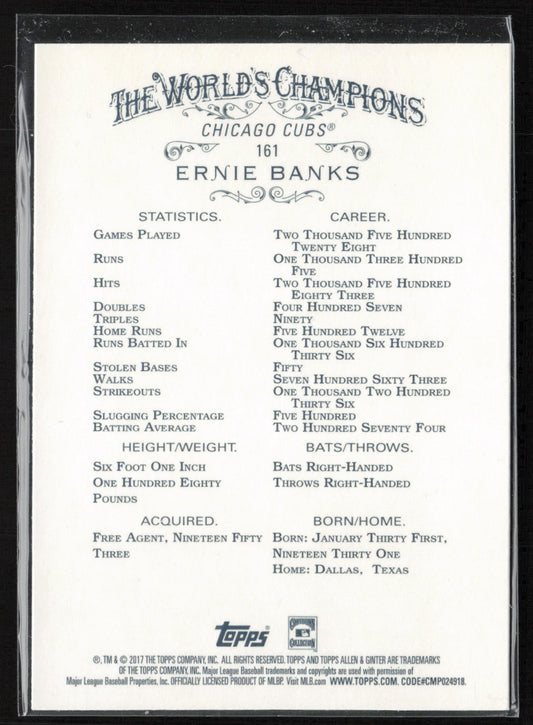 THE WORLD'S CHAMPIONS
CHICAGO CUBS®
161
ERNIE BANKS
STATISTICS. CAREER.
GAMES PLAYED TWO THOUSAND FIVE HUNDRED
TWENTY EIGHT
RUNS ONE THOUSAND THREE HUNDRED
FIVE
HITS TWO THOUSAND FIVE HUNDRED
EIGHTY THREE
DOUBLES FOUR HUNDRED SEVEN
TRIPLES NINETY
HOME RUNS FIVE HUNDRED TWELVE
RUNS BATTED IN ONE THOUSAND SIX HUNDRED
THIRTY SIX
STOLEN BASES FIFTY
WALKS SEVEN HUNDRED SIXTY THREE
STRIKEOUTS ONE THOUSAND TWO HUNDRED
THIRTY SIX
SLUGGING PERCENTAGE FIVE HUNDRED
BATTING AVERAGE TWO HUNDRED SEVENTY FOUR
HEIGHT/WEIGHT. BATS/THROWS.
SIX FOOT ONE INCH BATS RIGHT-HANDED
ONE HUNDRED EIGHTY THROWS RIGHT-HANDED
POUNDS
ACQUIRED. BORN/HOME.
FREE AGENT, NINETEEN FIFTY BORN: JANUARY THIRTY FIRST,
THREE NINETEEN THIRTY ONE
HOME: DALLAS, TEXAS
Topps COOPERSTOWN COLLECTION
®, TM & © 2017 THE TOPPS COMPANY, INC. ALL RIGHTS RESERVED. TOPPS AND TOPPS ALLEN & GINTER ARE TRADEMARKS
OF THE TOPPS COMPANY, INC. Major League Baseball trademarks and copyrights are used with permission of
Major League Baseball Properties, Inc. OFFICIALLY LICENSED PRODUCT OF MLBP. Visit MLB.com WWW.TOPPS.COM. CODE#CMP024918.